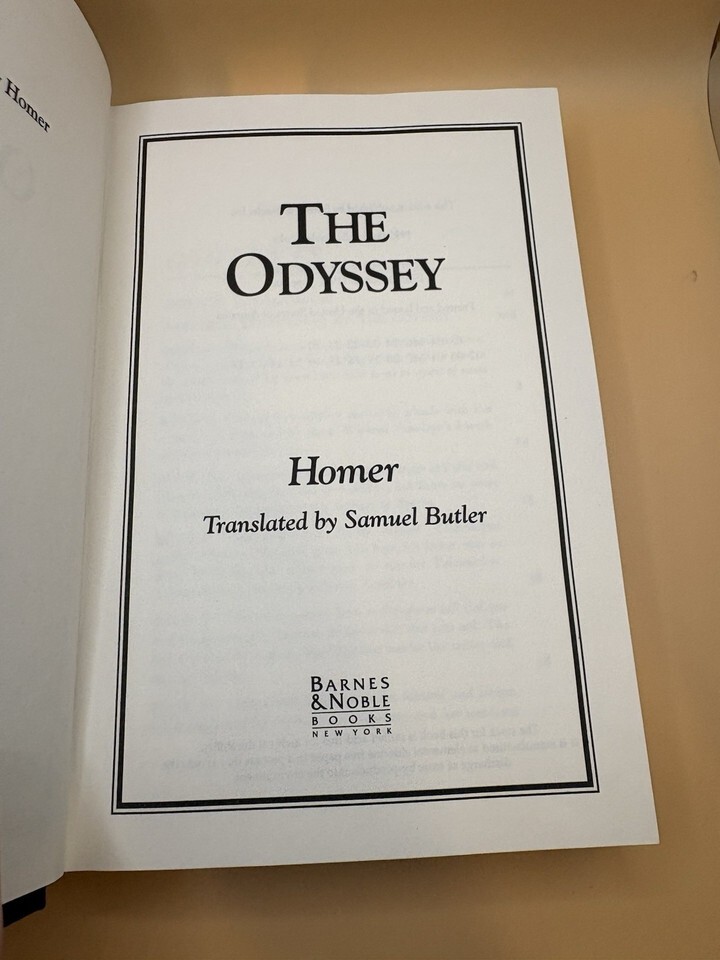 Homer
THE
ODYSSEY
Homer
Translated by Samuel Butler
BARNES
& NOBLE
BOOKS
NEW YORK